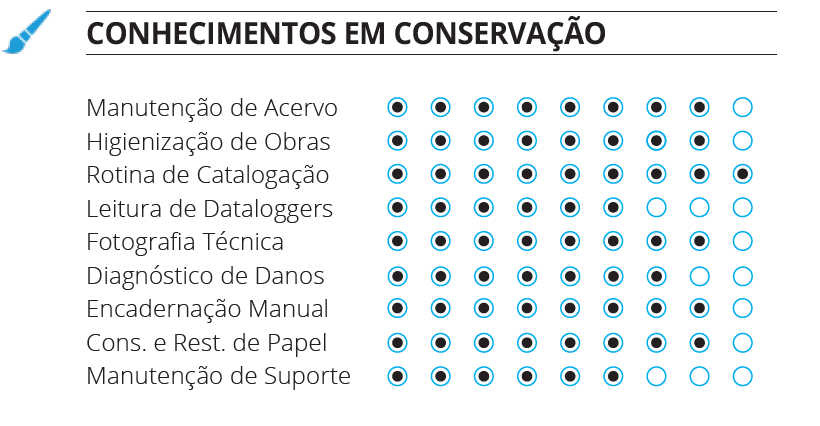 CONHECIMENTOS EM CONSERVAÇÃO
Manutenção de Acervo
Higienização de Obras
Rotina de Catalogação
Leitura de Dataloggers
Fotografia Técnica
Diagnóstico de Danos
Encadernação Manual
Cons. e Rest. de Papel
Manutenção de Suporte